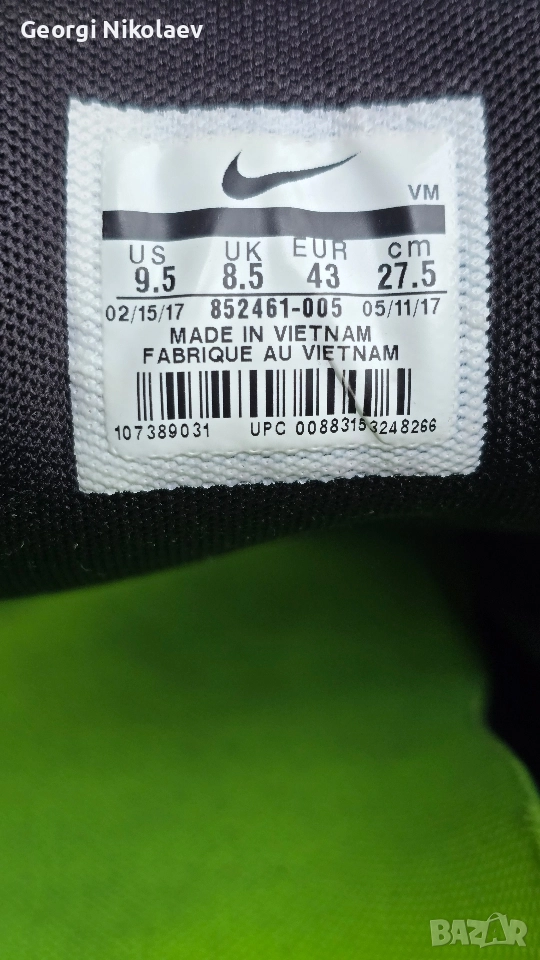 Georgi Nikolaev
VM
US UK EUR cm
9.5 8.5 43 27.5
02/15/17 852461-005 05/11/17
MADE IN VIETNAM
FABRIQUE AU VIETNAM
107389031 UPC 00883153248266
BAZAR